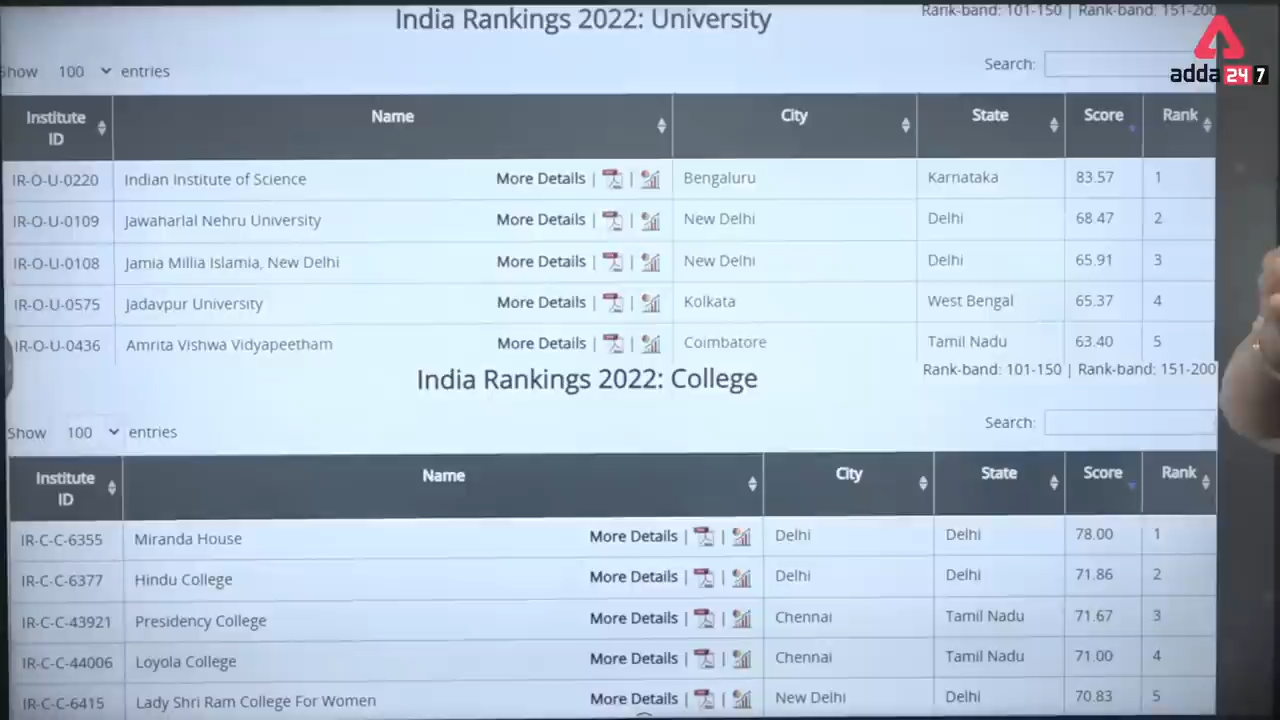 India Rankings 2022: University
Rank-band: 101-150 | Rank-band: 151-200
Show 100 entries
Search:
adda 24 7
Institute ID Name City State Score Rank
IR-O-U-0220 Indian Institute of Science More Details | | Bengaluru Karnataka 83.57 1
IR-O-U-0109 Jawaharlal Nehru University More Details | | New Delhi Delhi 68.47 2
IR-O-U-0108 Jamia Millia Islamia, New Delhi More Details | | New Delhi Delhi 65.91 3
IR-O-U-0575 Jadavpur University More Details | | Kolkata West Bengal 65.37 4
IR-O-U-0436 Amrita Vishwa Vidyapeetham More Details | | Coimbatore Tamil Nadu 63.40 5
India Rankings 2022: College
Rank-band: 101-150 | Rank-band: 151-200
Show 100 entries
Search:
Institute ID Name City State Score Rank
IR-C-C-6355 Miranda House More Details | | Delhi Delhi 78.00 1
IR-C-C-6377 Hindu College More Details | | Delhi Delhi 71.86 2
IR-C-C-43921 Presidency College More Details | | Chennai Tamil Nadu 71.67 3
IR-C-C-44006 Loyola College More Details | | Chennai Tamil Nadu 71.00 4
IR-C-C-6415 Lady Shri Ram College For Women More Details | | New Delhi Delhi 70.83 5